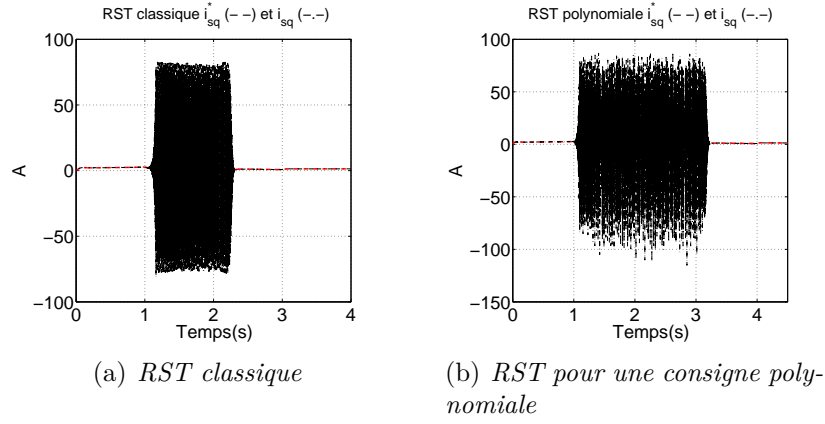 RST classique i*sq (- -) et isq (-.-)
100
50
0
−50
−100
A
0 1 2 3 4
Temps(s)
(a) RST classique
RST polynomiale i*sq (- -) et isq (-.-)
100
50
0
−50
−100
−150
A
0 1 2 3 4
Temps(s)
(b) RST pour une consigne poly-
nomiale